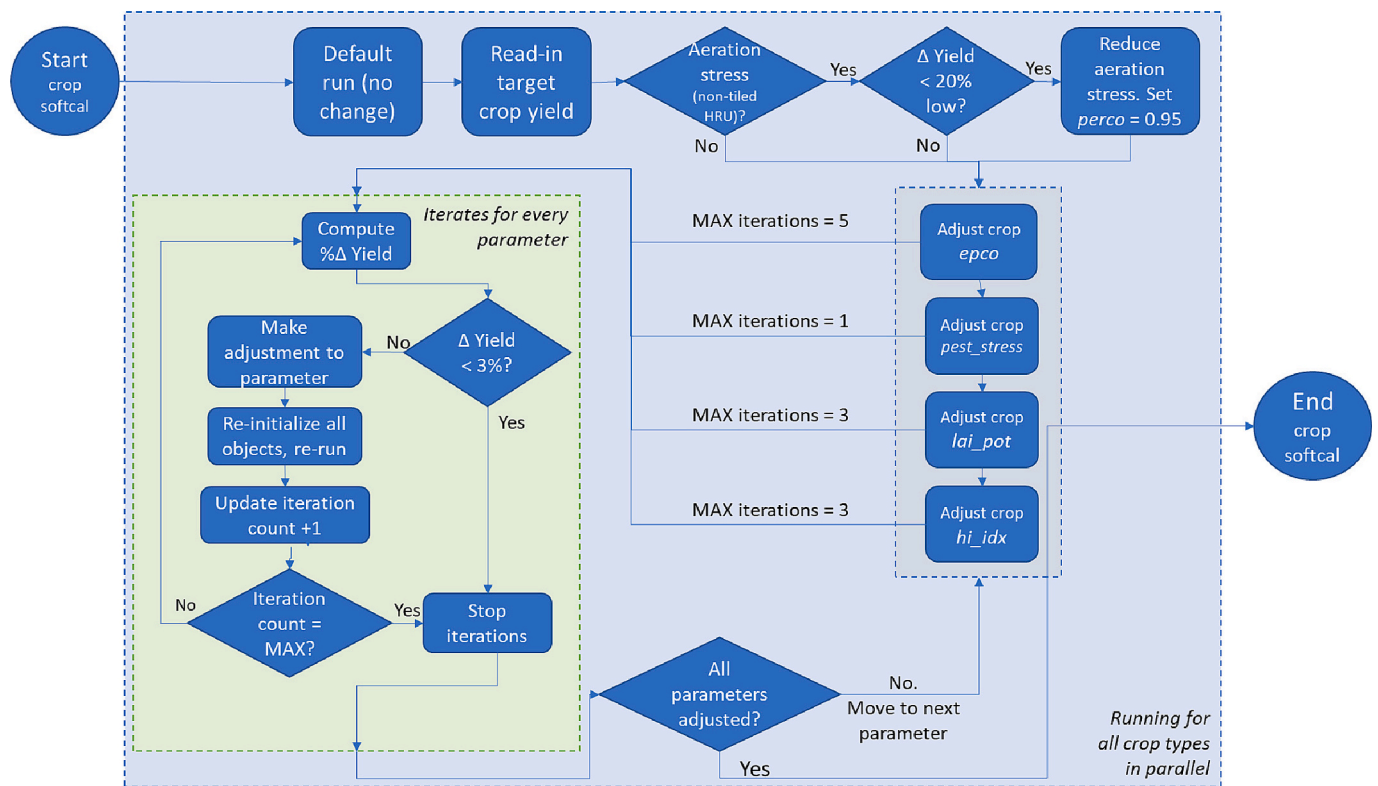 Start
crop
softcal
Default
run (no
change)
Read-in
target
crop yield
Aeration
stress
(non-tiled
HRU)?
Yes
Δ Yield
< 20%
low?
Yes
Reduce
aeration
stress. Set
perco = 0.95
No
No
Iterates for every
parameter
Compute
%Δ Yield
Δ Yield
< 3%?
No
Yes
Make
adjustment to
parameter
Re-initialize all
objects, re-run
Update iteration
count +1
Iteration
count =
MAX?
No
Yes
Stop
iterations
MAX iterations = 5
Adjust crop
epco
MAX iterations = 1
Adjust crop
pest_stress
MAX iterations = 3
Adjust crop
lai_pot
MAX iterations = 3
Adjust crop
hi_idx
All
parameters
adjusted?
No.
Move to next
parameter
Yes
End
crop
softcal
Running for
all crop types
in parallel